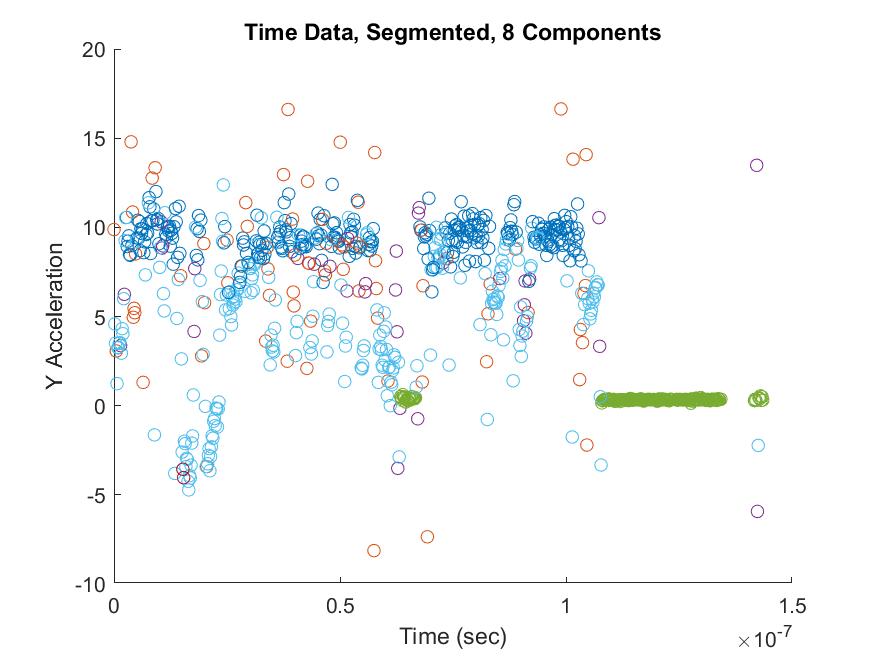 Time Data, Segmented, 8 Components
20
15
10
5
0
-5
-10
Y Acceleration
0 0.5 1 1.5
Time (sec) ×10⁻⁷